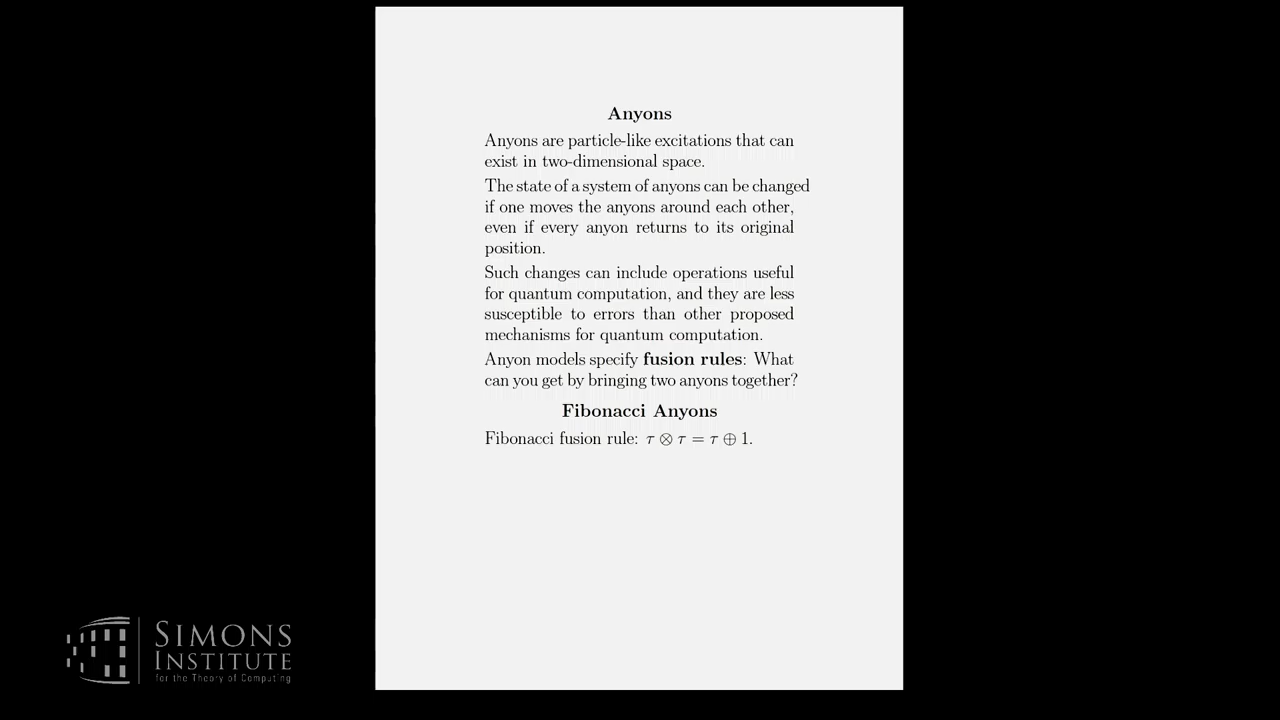 Anyons
Anyons are particle-like excitations that can
exist in two-dimensional space.
The state of a system of anyons can be changed
if one moves the anyons around each other,
even if every anyon returns to its original
position.
Such changes can include operations useful
for quantum computation, and they are less
susceptible to errors than other proposed
mechanisms for quantum computation.
Anyon models specify fusion rules: What
can you get by bringing two anyons together?
Fibonacci Anyons
Fibonacci fusion rule: τ ⊗ τ = τ ⊕ 1.
SIMONS
INSTITUTE
for the Theory of Computing